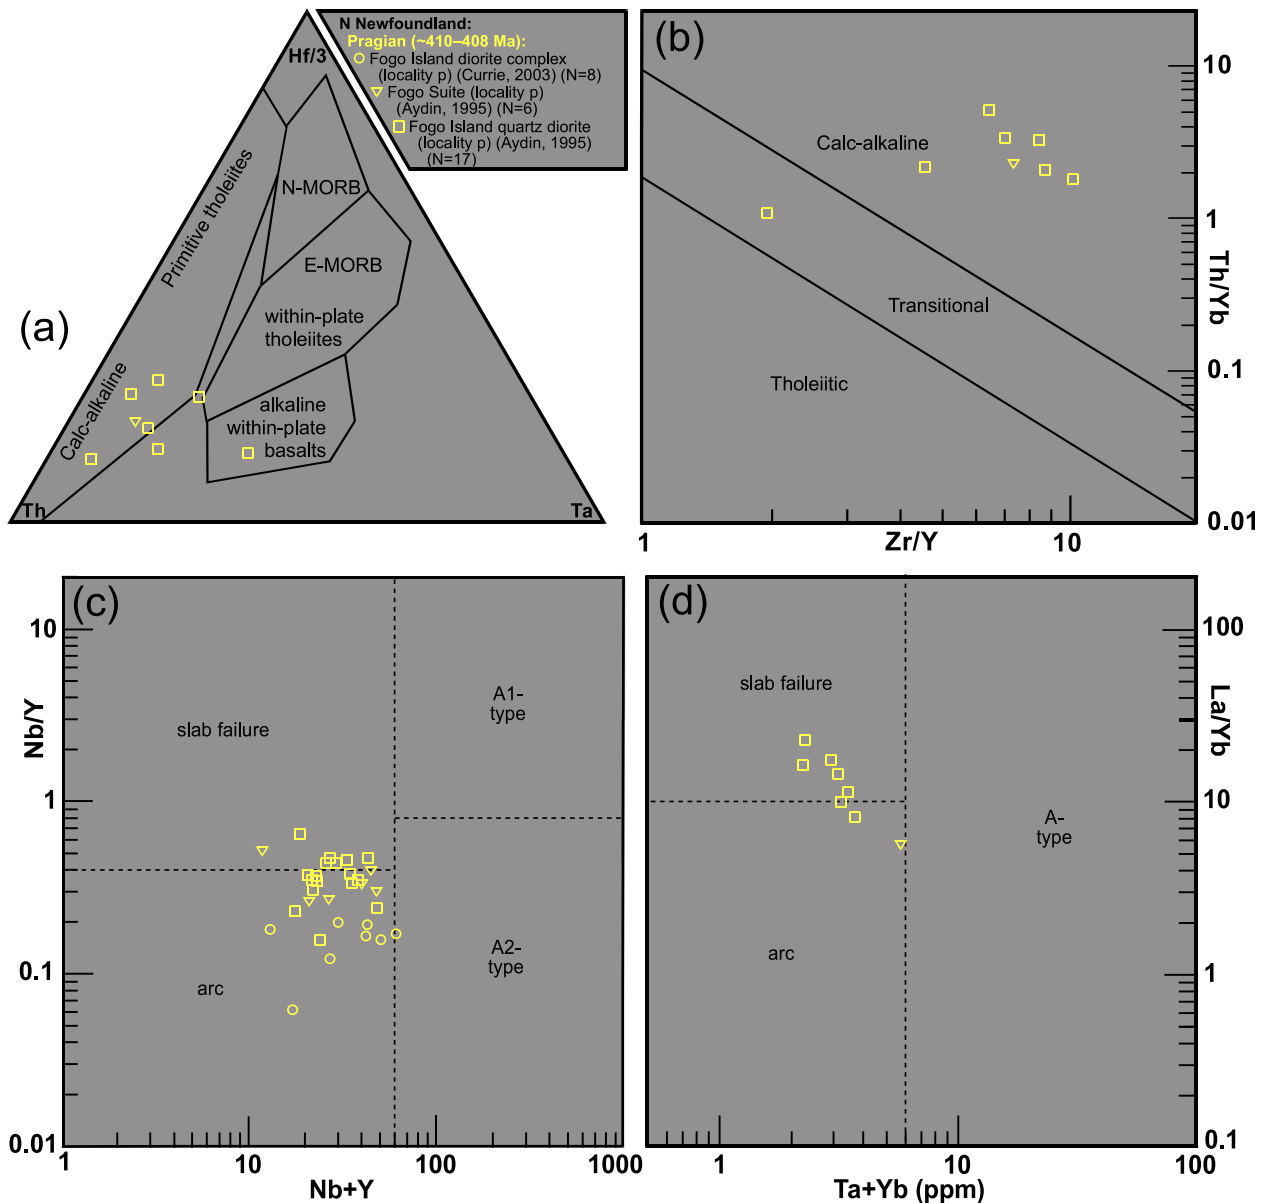 N Newfoundland:
Pragian (~410–408 Ma):
Fogo Island diorite complex
(locality p) (Currie, 2003) (N=8)
Fogo Suite (locality p)
(Aydin, 1995) (N=6)
Fogo Island quartz diorite
(locality p) (Aydin, 1995)
(N=17)
(a)
Hf/3
Primitive tholeiites
N-MORB
E-MORB
within-plate
tholeiites
Calc-alkaline
alkaline
within-plate
basalts
Th
Ta
(b)
Calc-alkaline
Transitional
Tholeiitic
10
1
0.1
0.01
Th/Yb
1
Zr/Y
10
(c)
10
1
0.1
0.01
Nb/Y
slab failure
A1-
type
A2-
type
arc
1
10
100
1000
Nb+Y
(d)
slab failure
A-
type
arc
100
10
1
0.1
La/Yb
1
10
100
Ta+Yb (ppm)